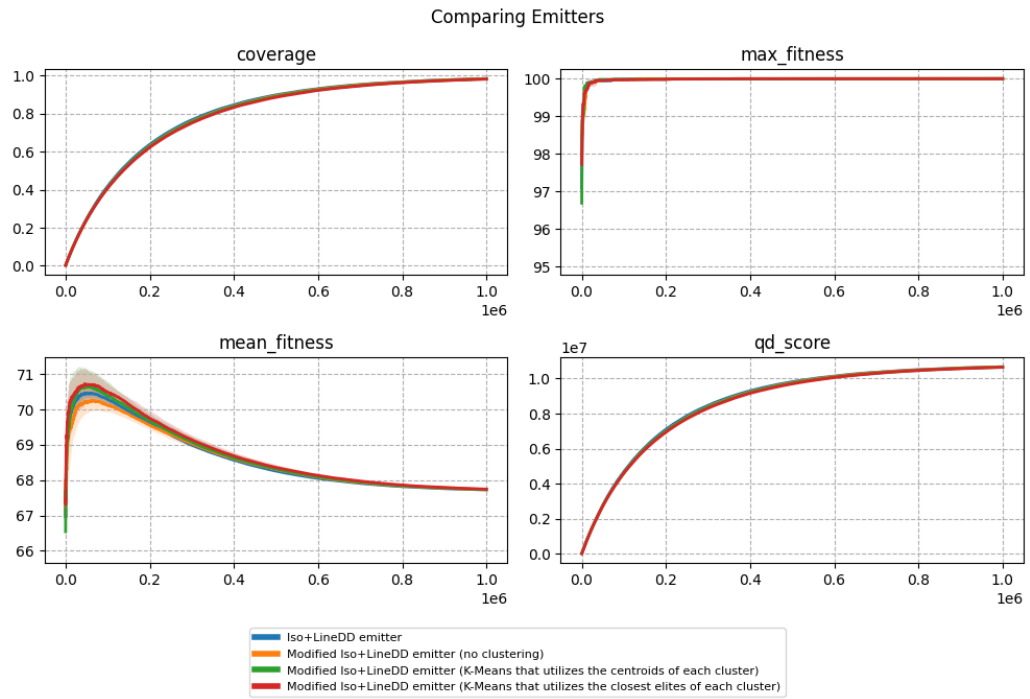 Comparing Emitters
coverage
1.0
0.8
0.6
0.4
0.2
0.0
0.0 0.2 0.4 0.6 0.8 1.0
1e6
max_fitness
100
99
98
97
96
95
0.0 0.2 0.4 0.6 0.8 1.0
1e6
mean_fitness
71
70
69
68
67
66
0.0 0.2 0.4 0.6 0.8 1.0
1e6
qd_score
1e7
1.0
0.8
0.6
0.4
0.2
0.0
0.0 0.2 0.4 0.6 0.8 1.0
1e6
Iso+LineDD emitter
Modified Iso+LineDD emitter (no clustering)
Modified Iso+LineDD emitter (K-Means that utilizes the centroids of each cluster)
Modified Iso+LineDD emitter (K-Means that utilizes the closest elites of each cluster)